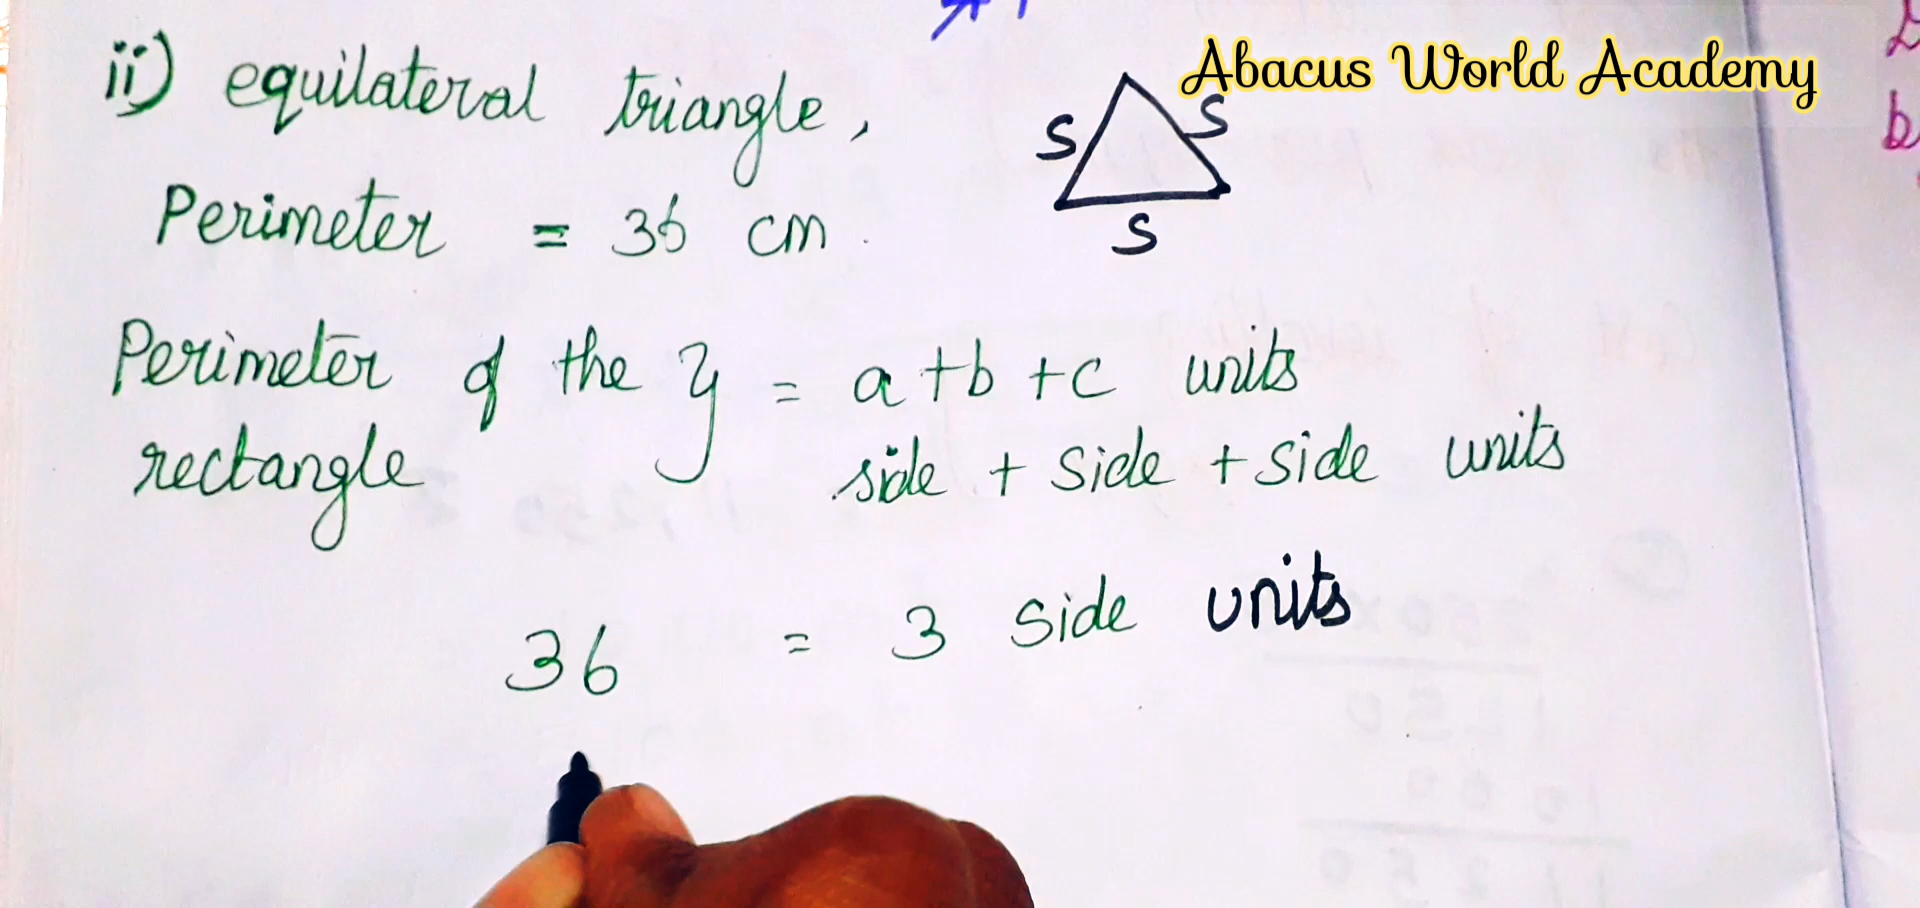 Abacus World Academy
ii) equilateral triangle,
S
S
S
Perimeter = 36 cm
Perimeter of the } = a + b + c units
rectangle side + side + side units
36 = 3 side units
b